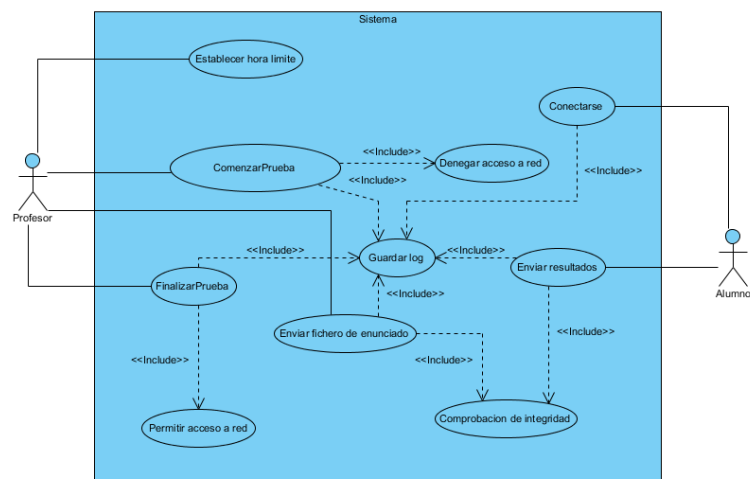 Sistema
Establecer hora limite
Conectarse
<<Include>>
ComenzarPrueba
Denegar acceso a red
<<Include>>
<<Include>>
Profesor
<<Include>>
Guardar log
<<Include>>
Enviar resultados
FinalizarPrueba
Alumno
<<Include>>
Enviar fichero de enunciado
<<Include>>
<<Include>>
<<Include>>
Permitir acceso a red
Comprobacion de integridad